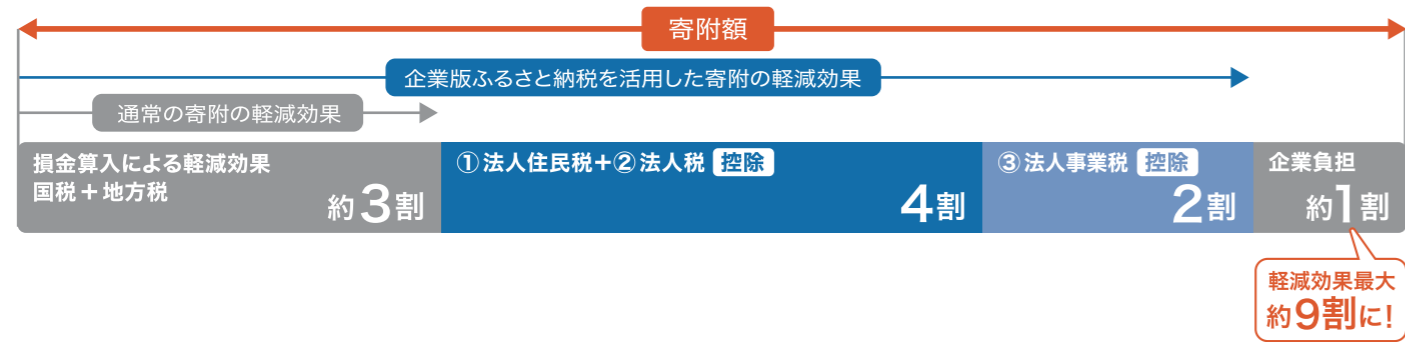 寄附額
企業版ふるさと納税を活用した寄附の軽減効果
通常の寄附の軽減効果
損金算入による軽減効果
国税＋地方税
約3割
①法人住民税＋②法人税 控除
4割
③法人事業税 控除
2割
企業負担
約1割
軽減効果最大
約9割に!